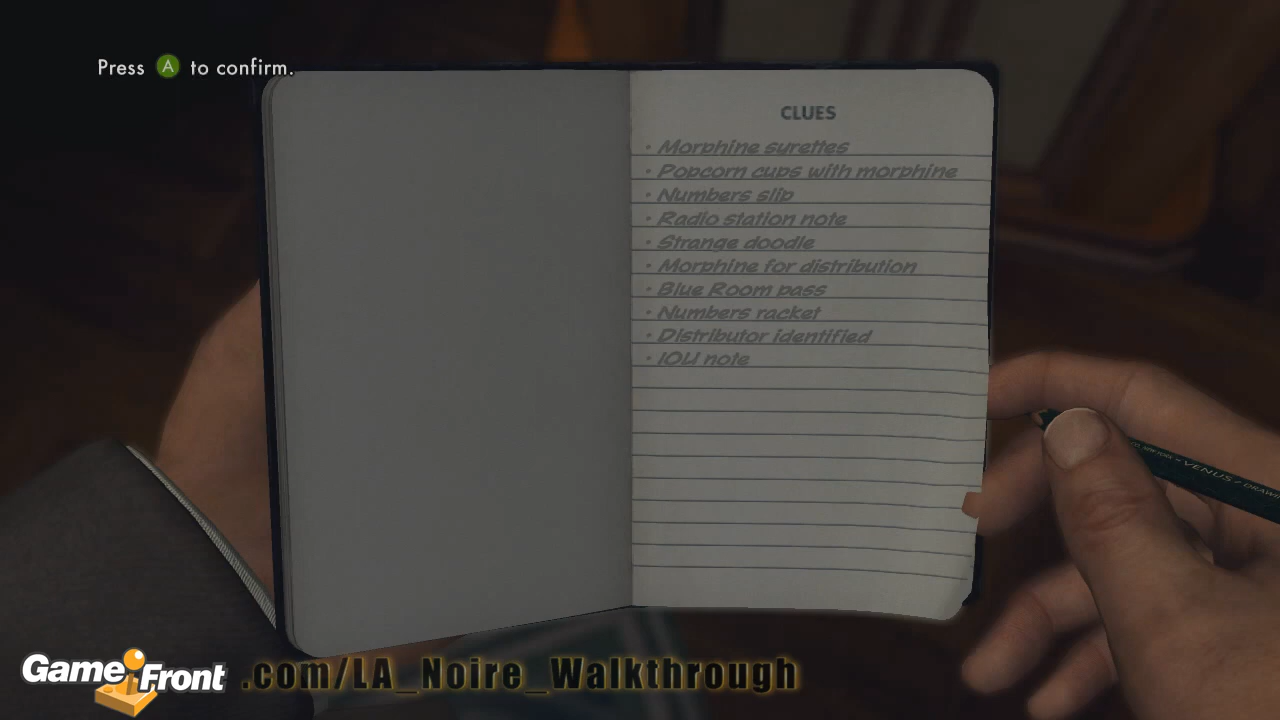 Press A to confirm.
CLUES
• Morphine surettes
• Popcorn cups with morphine
• Numbers slip
• Radio station note
• Strange doodle
• Morphine for distribution
• Blue Room pass
• Numbers racket
• Distributor identified
• IOU note
VENUS
GameFront.com/LA_Noire_Walkthrough